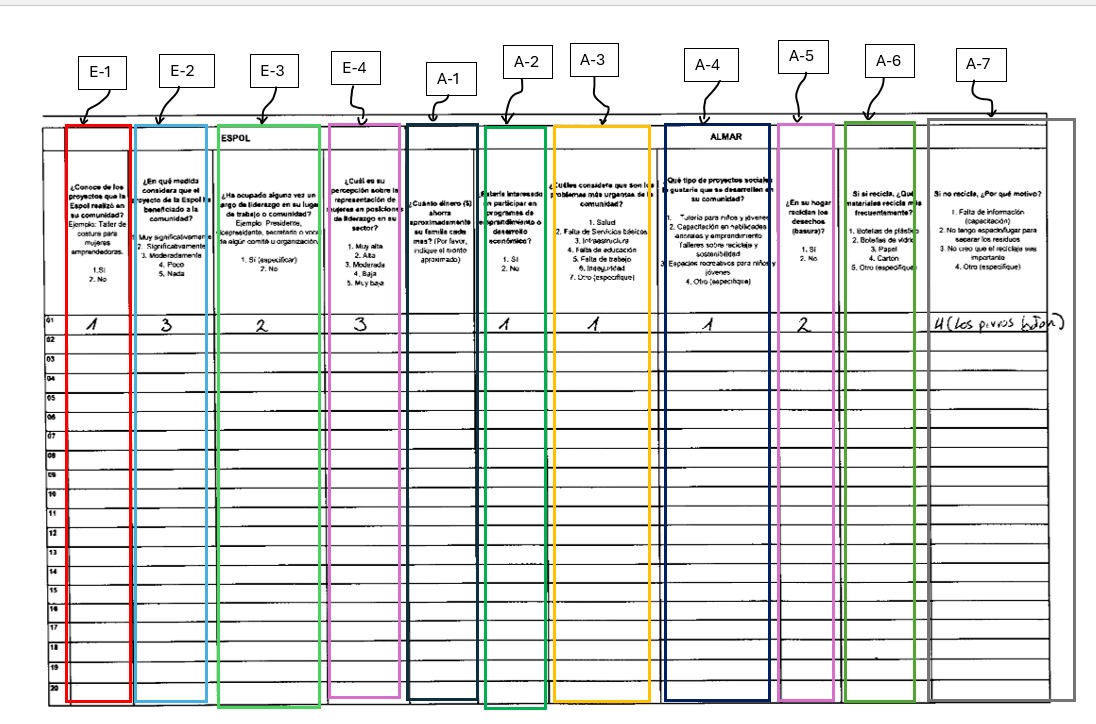 E-1
E-2
E-3
E-4
A-1
A-2
A-3
A-4
A-5
A-6
A-7
ESPOL
ALMAR
¿Conoce de los
proyectos que la
Espol realizó en
su comunidad?
Ejemplo: Taller de
costura para
mujeres
emprendedoras.
1. Si
2. No
¿En qué medida
considera que el
proyecto de la Espol ha
beneficiado a la
comunidad?
1. Muy significativamente
2. Significativamente
3. Moderadamente
4. Poco
5. Nada
¿Ha ocupado alguna vez un
cargo de liderazgo en su lugar
de trabajo o comunidad?
Ejemplo: Presidente,
vicepresidente, secretario o vocal
de algún comité u organización.
1. Sí (especificar)
2. No
¿Cuál es su
percepción sobre la
representación de
mujeres en posiciones
de liderazgo en su
sector?
1. Muy alta
2. Alta
3. Moderada
4. Baja
5. Muy baja
¿Cuánto dinero ($)
ahorra
aproximadamente
su familia cada
mes? (Por favor,
indique el monto
aproximado)
¿Estaría interesado
en participar en
programas de
emprendimiento o
desarrollo
económico?
1. Si
2. No
¿Cuáles considera que son los
problemas más urgentes de la
comunidad?
1. Salud
2. Falta de Servicios básicos
3. Infraestructura
4. Falta de educación
5. Falta de trabajo
6. Inseguridad
7. Otro (especifique)
¿Qué tipo de proyectos sociales
le gustaría que se desarrollen en
su comunidad?
1. Tutoría para niños y jóvenes
2. Capacitación en habilidades
laborales y emprendimiento
Talleres sobre reciclaje y
sostenibilidad
3. Espacios recreativos para niños y
jóvenes
4. Otro (especifique)
¿En su hogar
reciclan los
desechos
(basura)?
1. Si
2. No
Si si recicla, ¿Qué
materiales recicla más
frecuentemente?
1. Botellas de plástico
2. Botellas de vidrio
3. Papel
4. Cartón
5. Otro (especifique)
Si no recicla, ¿Por qué motivo?
1. Falta de información
(capacitación)
2. No tengo espacio/lugar para
separar los residuos
3. No creo que el reciclaje sea
importante
4. Otro (especifique)
01 1 3 2 3 1 1 1 2 4 (Los perros botan)
02
03
04
05
06
07
08
09
10
11
12
13
14
15
16
17
18
19
20